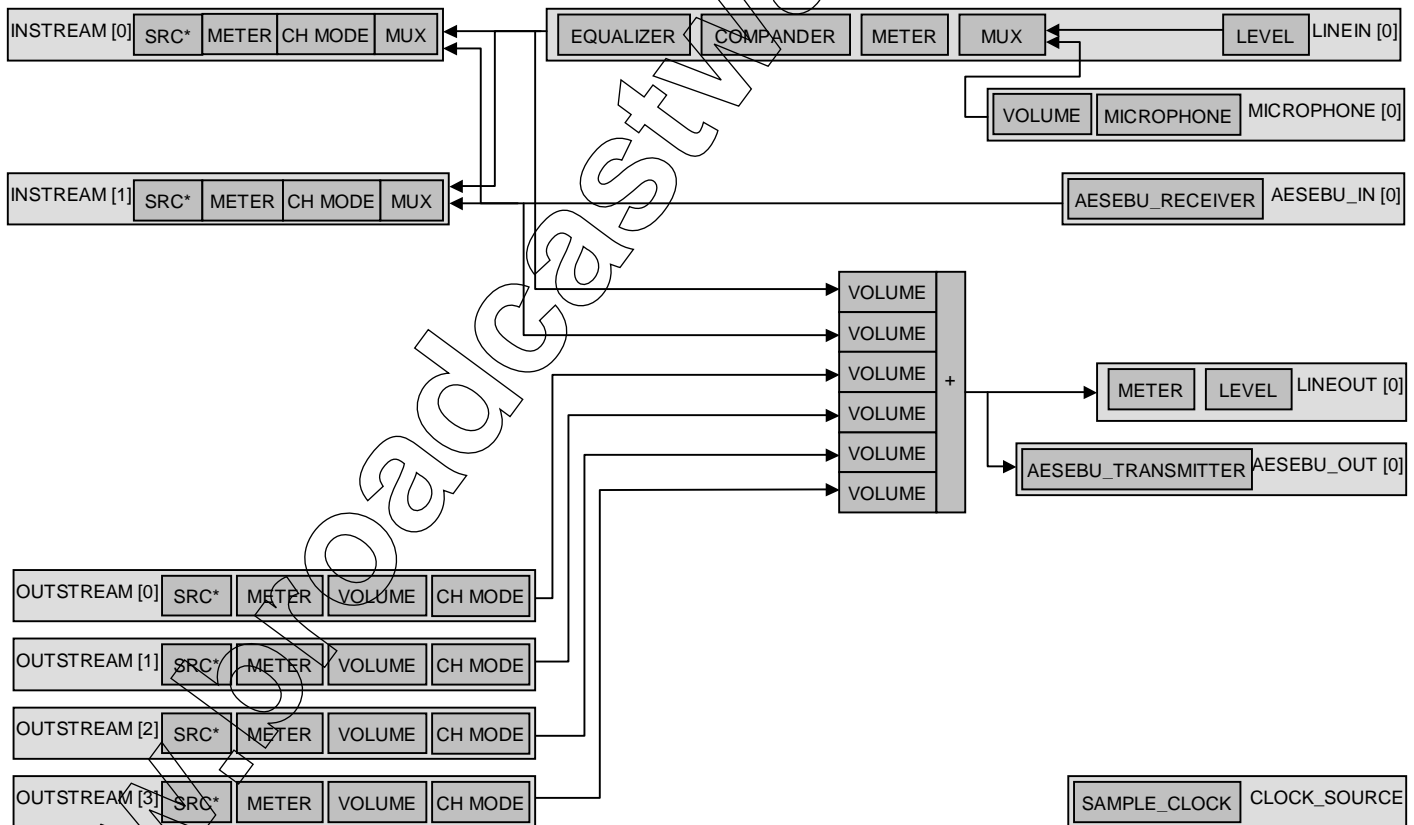 INSTREAM [0] SRC* METER CH MODE MUX
EQUALIZER COMPANDER METER MUX LEVEL LINEIN [0]
VOLUME MICROPHONE MICROPHONE [0]
INSTREAM [1] SRC* METER CH MODE MUX
AESEBU_RECEIVER AESEBU_IN [0]
VOLUME
VOLUME
VOLUME
VOLUME
VOLUME
VOLUME
+
METER LEVEL LINEOUT [0]
AESEBU_TRANSMITTER AESEBU_OUT [0]
OUTSTREAM [0] SRC* METER VOLUME CH MODE
OUTSTREAM [1] SRC* METER VOLUME CH MODE
OUTSTREAM [2] SRC* METER VOLUME CH MODE
OUTSTREAM [3] SRC* METER VOLUME CH MODE
SAMPLE_CLOCK CLOCK_SOURCE
w.broadcastwa